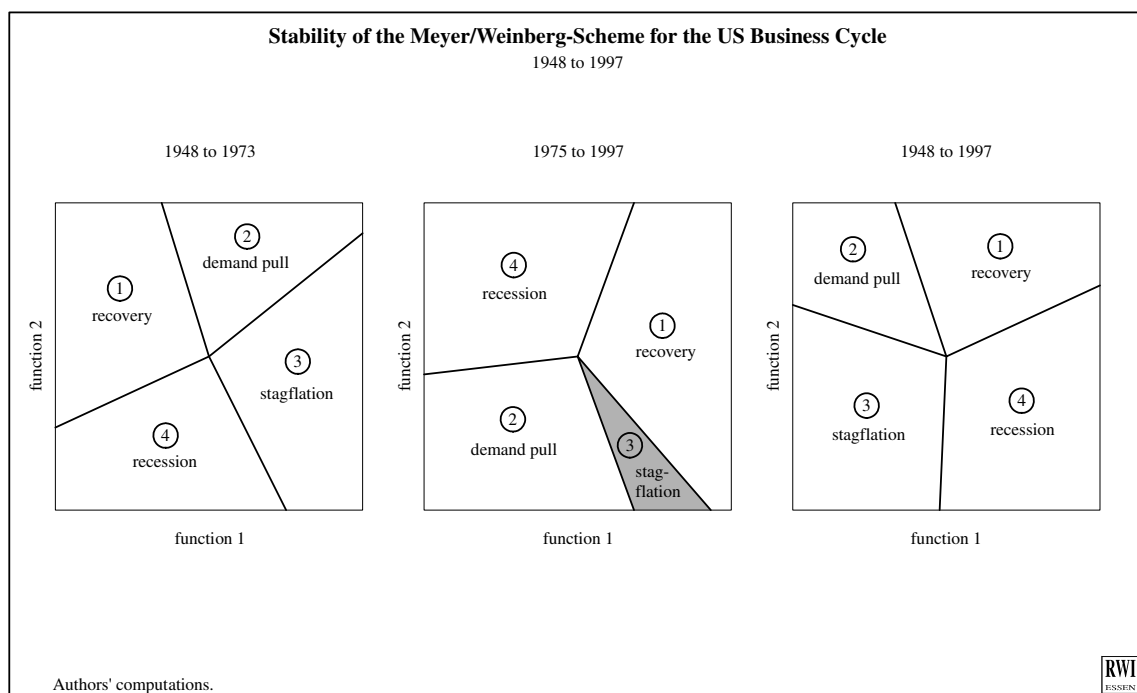 Stability of the Meyer/Weinberg-Scheme for the US Business Cycle
1948 to 1997
1948 to 1973
function 2
1
recovery
2
demand pull
3
stagflation
4
recession
function 1
1975 to 1997
function 2
4
recession
1
recovery
2
demand pull
3
stag-
flation
function 1
1948 to 1997
function 2
2
demand pull
1
recovery
3
stagflation
4
recession
function 1
Authors' computations.
RWI
ESSEN